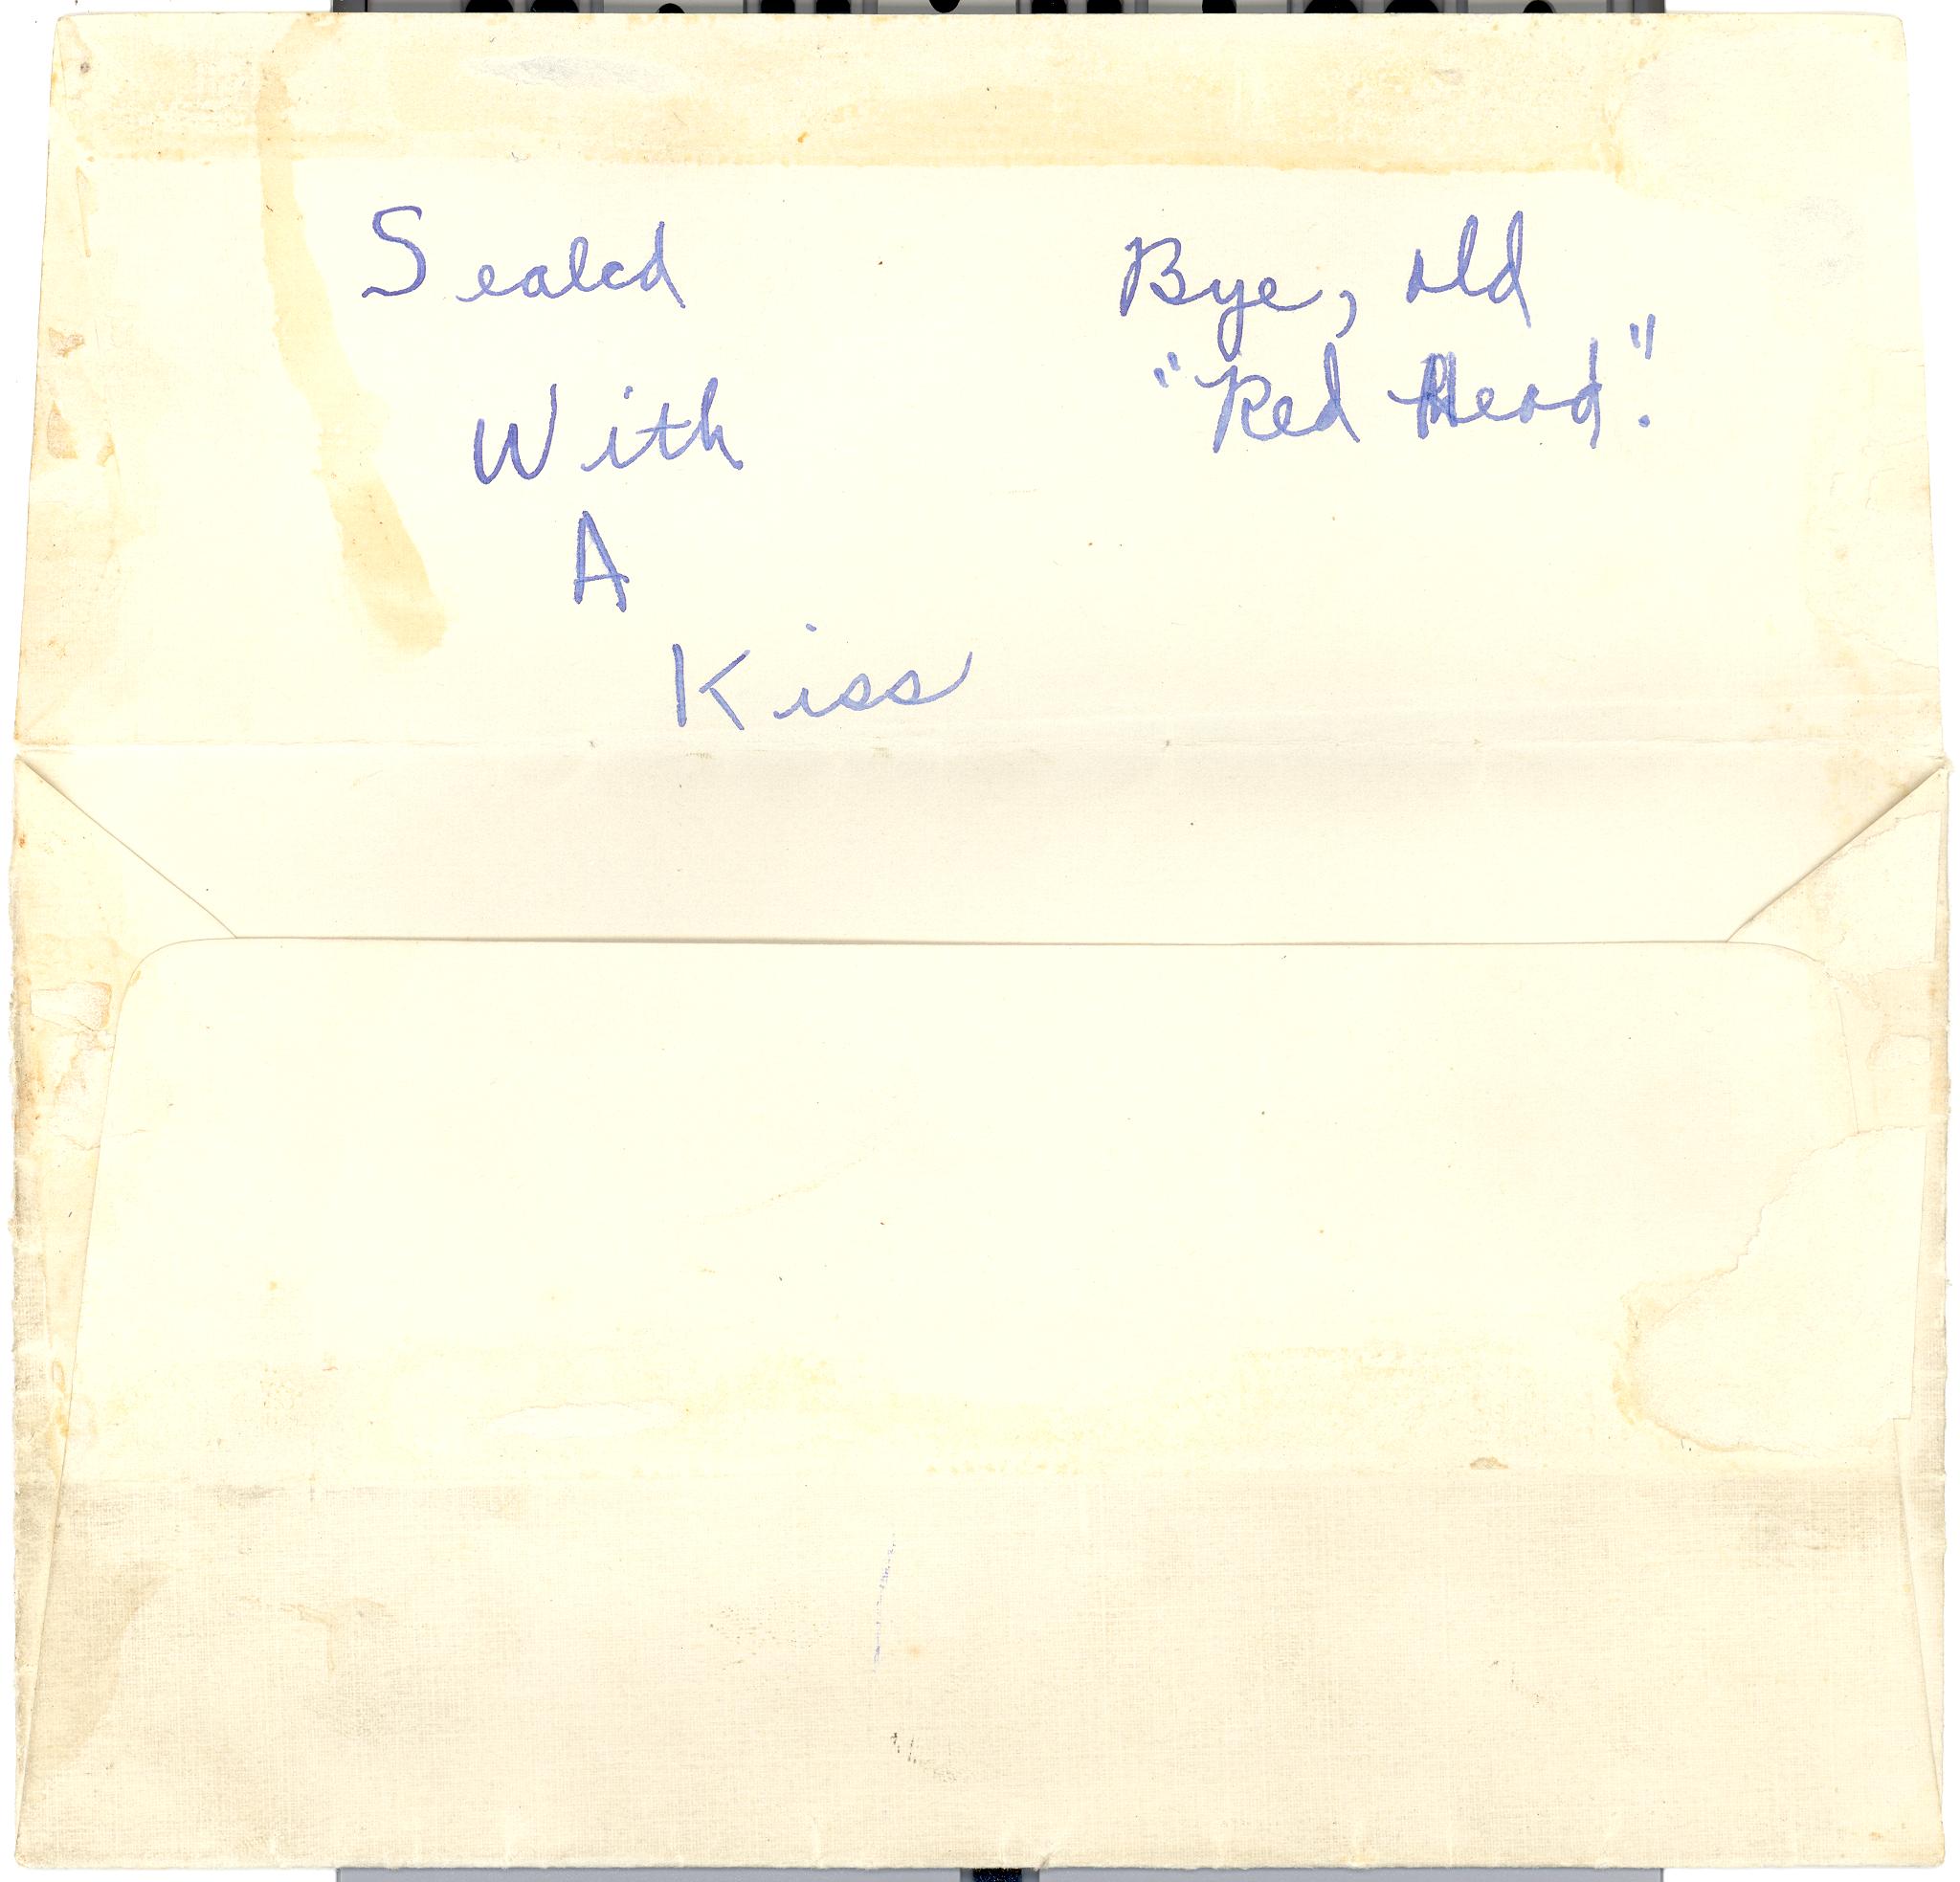 Sealed
With
A
Kiss
Bye, old
"Red Head".